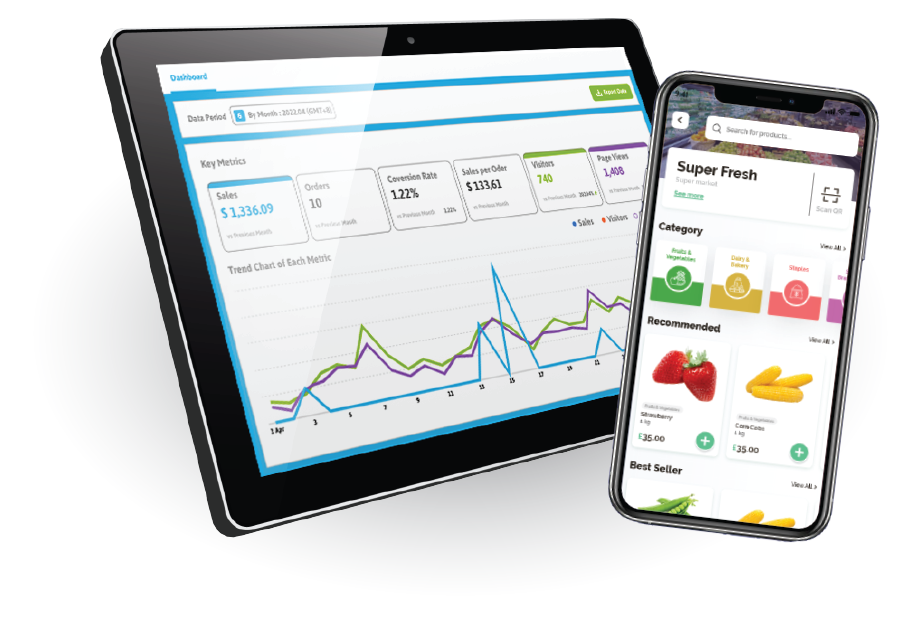 Dashboard
Data Period
By Month : 2022.04 (GMT+8)
Export Data
Key Metrics
Sales
$ 1,336.09
vs Previous Month
Orders
10
vs Previous Month
Coversion Rate
1.22%
vs Previous Month 1.22%
Sales per Oder
$ 133.61
vs Previous Month
Visitors
740
vs Previous Month
Page Views
1,408
vs Previous Month
Sales
Visitors
Trend Chart of Each Metric
1 Apr
3
5
7
9
11
13
15
17
19
21
Search for products..
Super Fresh
Super market
See more
Scan QR
Category
View All >
Fruits &
Vegetables
Dairy &
Bakery
Staples
Recommended
View All >
Fruits & Vegetables
Strawberry
1 kg
£35.00
Fruits & Vegetables
Corn Cobs
1 kg
£35.00
Best Seller
View All >